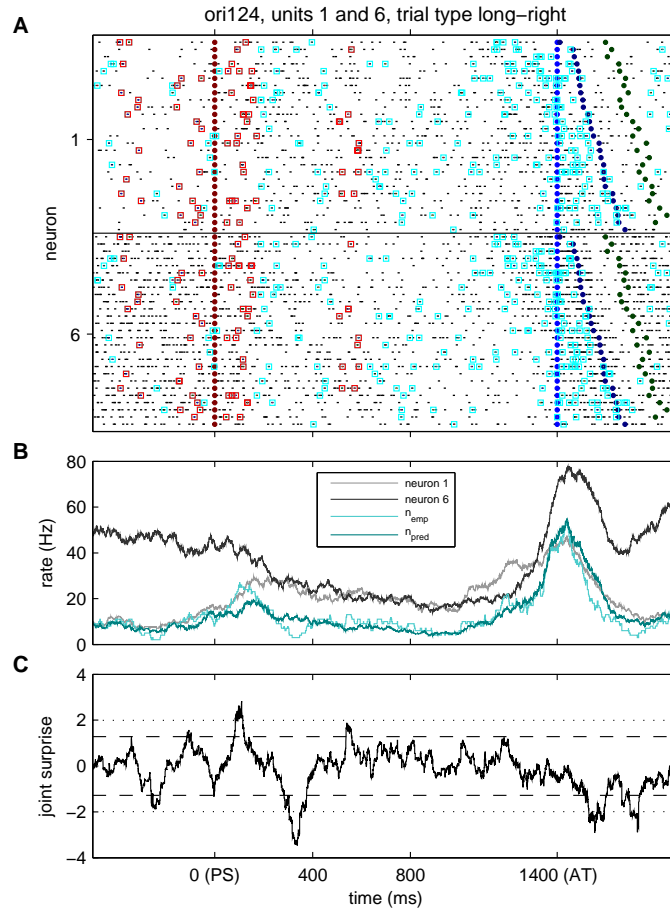 ori124, units 1 and 6, trial type long−right
A
1
neuron
6
B
80
60
40
20
0
rate (Hz)
neuron 1
neuron 6
n_emp
n_pred
C
4
2
0
−2
−4
joint surprise
0 (PS)
400
800
1400 (AT)
time (ms)